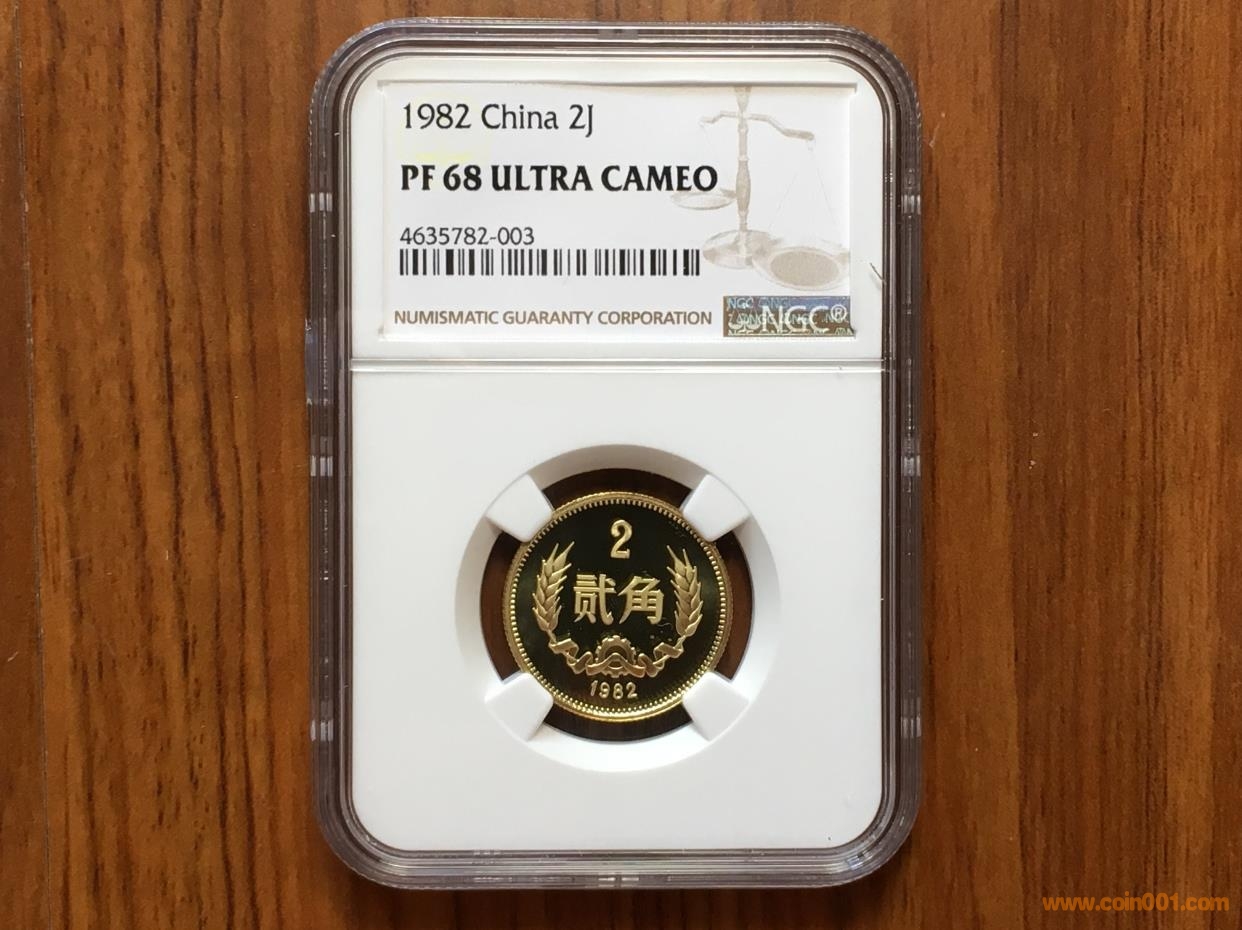 1982 China 2J
PF 68 ULTRA CAMEO
4635782-003
NUMISMATIC GUARANTY CORPORATION
NGC®
2
贰角
1982
www.coin001.com